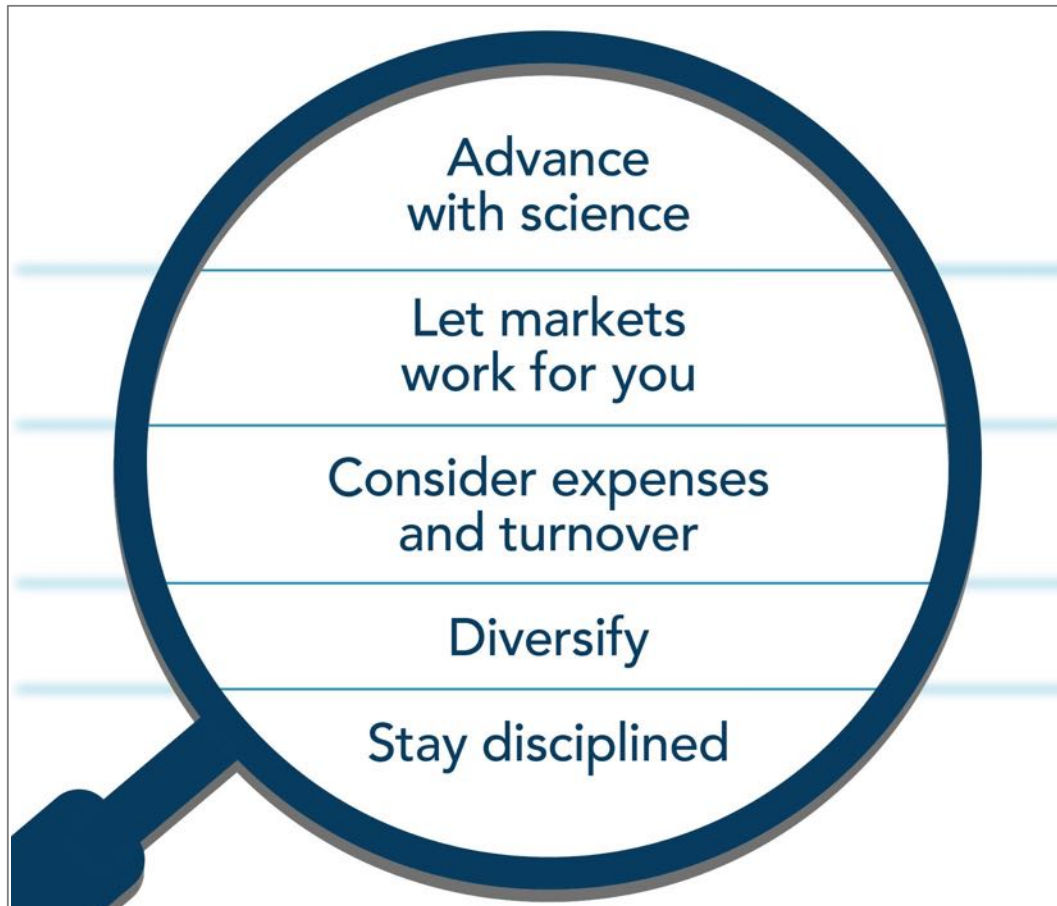 Advance
with science
Let markets
work for you
Consider expenses
and turnover
Diversify
Stay disciplined